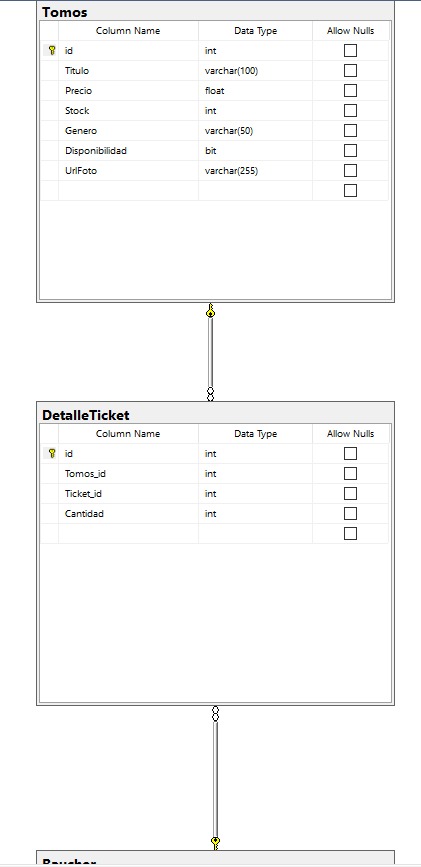 Tomos
Column Name Data Type Allow Nulls
id int
Titulo varchar(100)
Precio float
Stock int
Genero varchar(50)
Disponibilidad bit
UrlFoto varchar(255)
DetalleTicket
Column Name Data Type Allow Nulls
id int
Tomos_id int
Ticket_id int
Cantidad int
Baucher